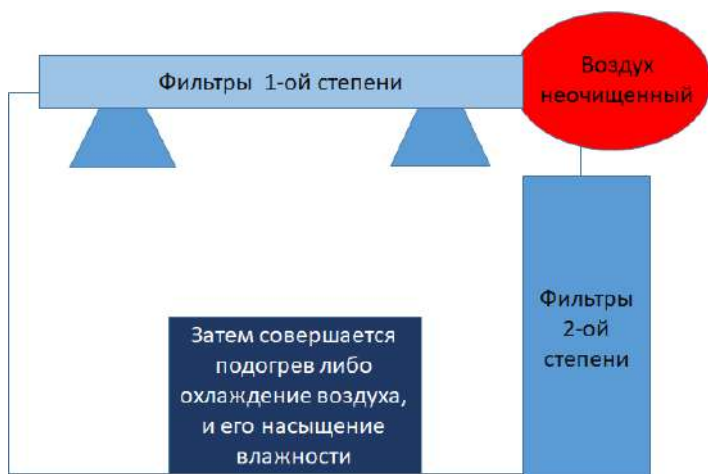 Фильтры 1-ой степени
Воздух
неочищенный
Фильтры
2-ой
степени
Затем совершается
подогрев либо
охлаждение воздуха,
и его насыщение
влажности